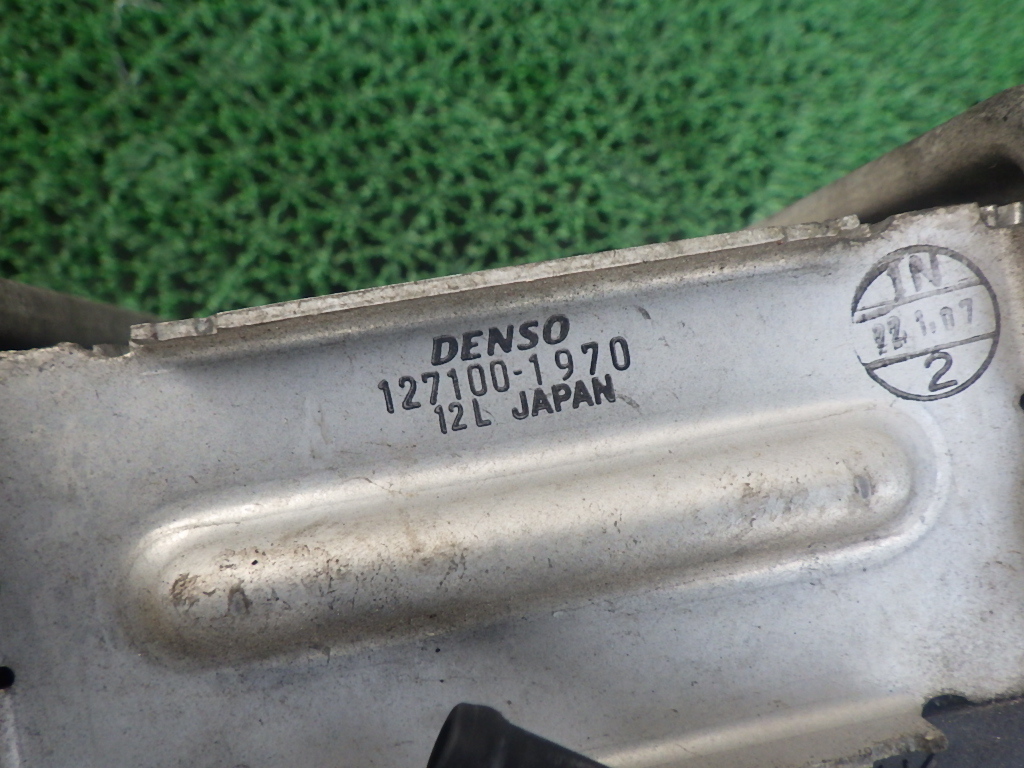 DENSO
127100-1970
12L JAPAN
IN
22.1.07
2